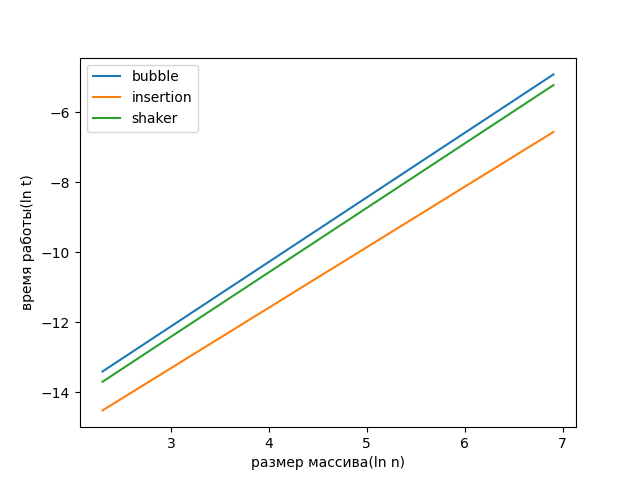 bubble
insertion
shaker
−6
−8
−10
−12
−14
время работы(ln t)
3
4
5
6
7
размер массива(ln n)